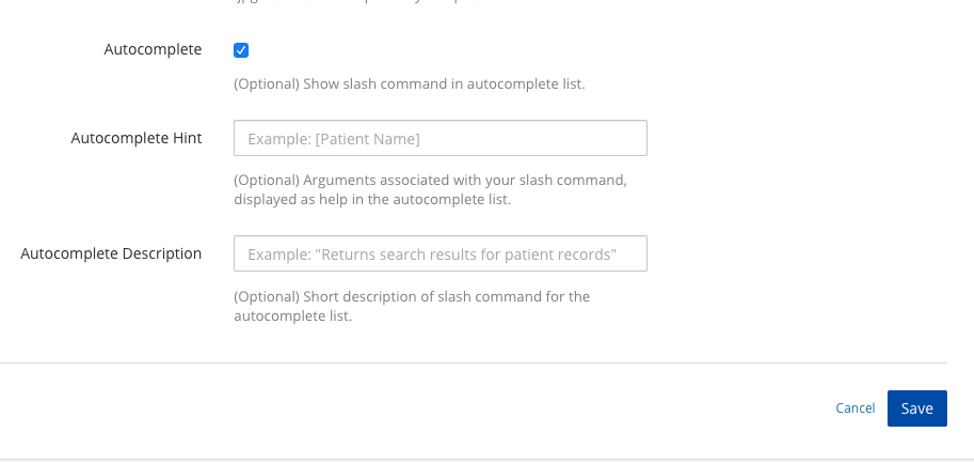 Autocomplete
(Optional) Show slash command in autocomplete list.
Autocomplete Hint
Example: [Patient Name]
(Optional) Arguments associated with your slash command,
displayed as help in the autocomplete list.
Autocomplete Description
Example: "Returns search results for patient records"
(Optional) Short description of slash command for the
autocomplete list.
Cancel
Save